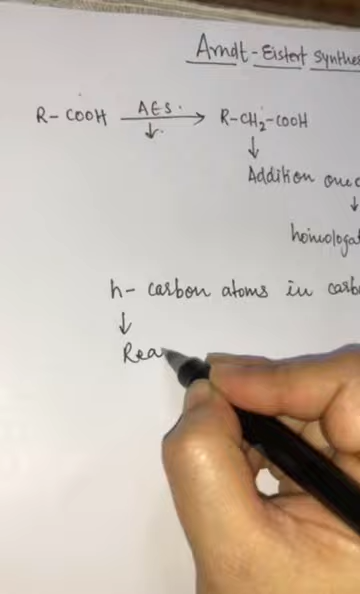 Arndt-Eistert Synthes
R-COOH A.E.S. R-CH₂-COOH
Addition one c
homologat
n- carbon atoms in carb
Rea